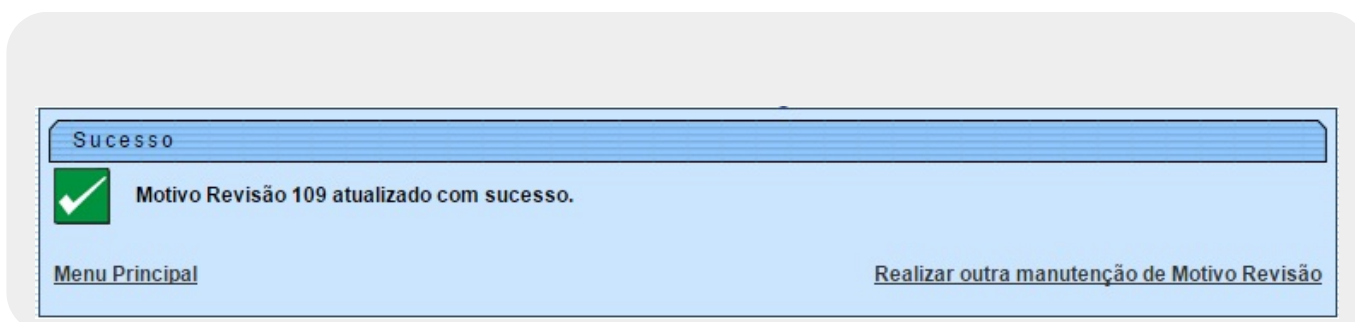 Sucesso
Motivo Revisão 109 atualizado com sucesso.
Menu Principal
Realizar outra manutenção de Motivo Revisão